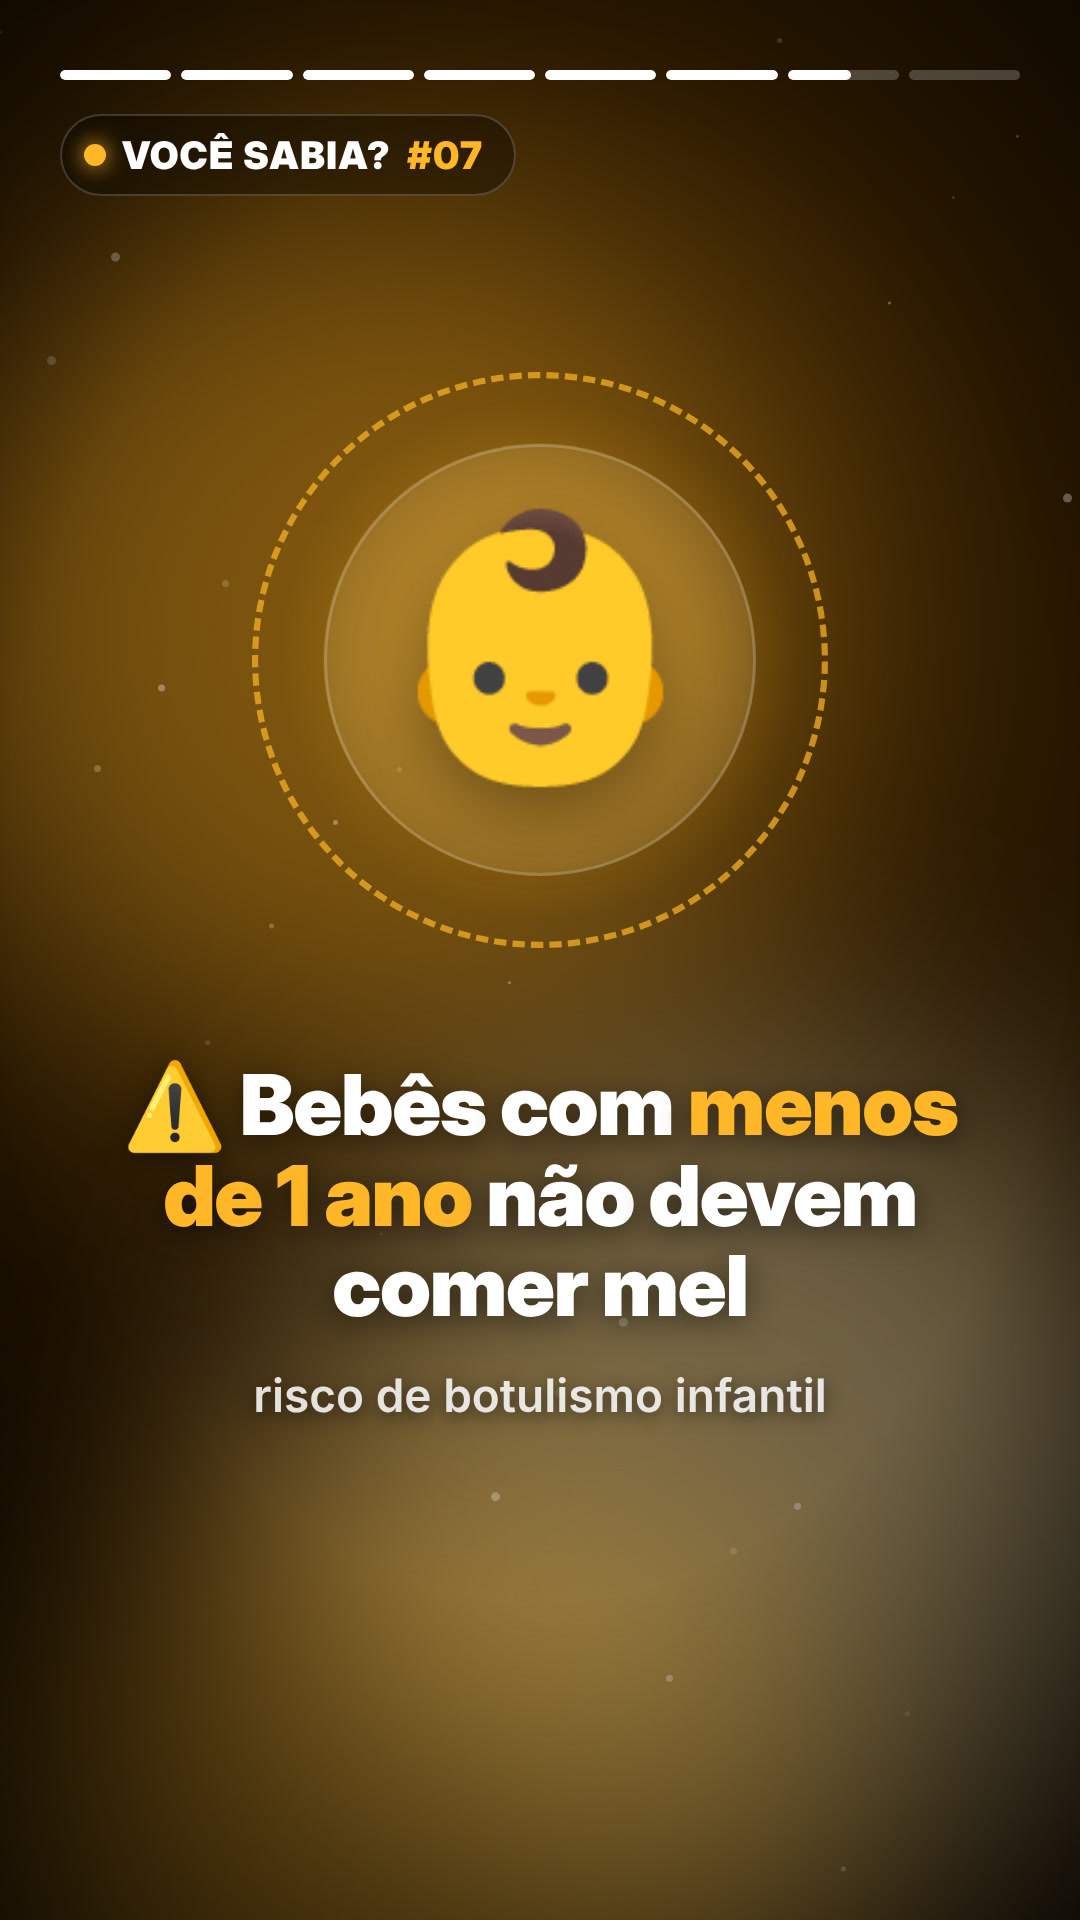 VOCÊ SABIA? #07
⚠️ Bebês com menos
de 1 ano não devem
comer mel
risco de botulismo infantil